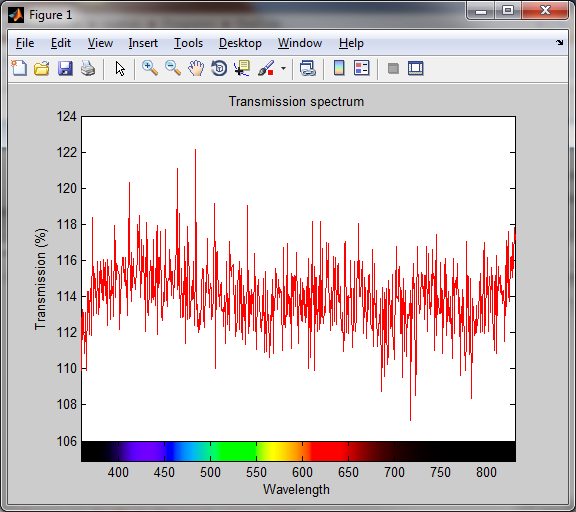 Figure 1
File Edit View Insert Tools Desktop Window Help
Transmission spectrum
124
122
120
118
116
114
112
110
108
106
Transmission (%)
400 450 500 550 600 650 700 750 800
Wavelength